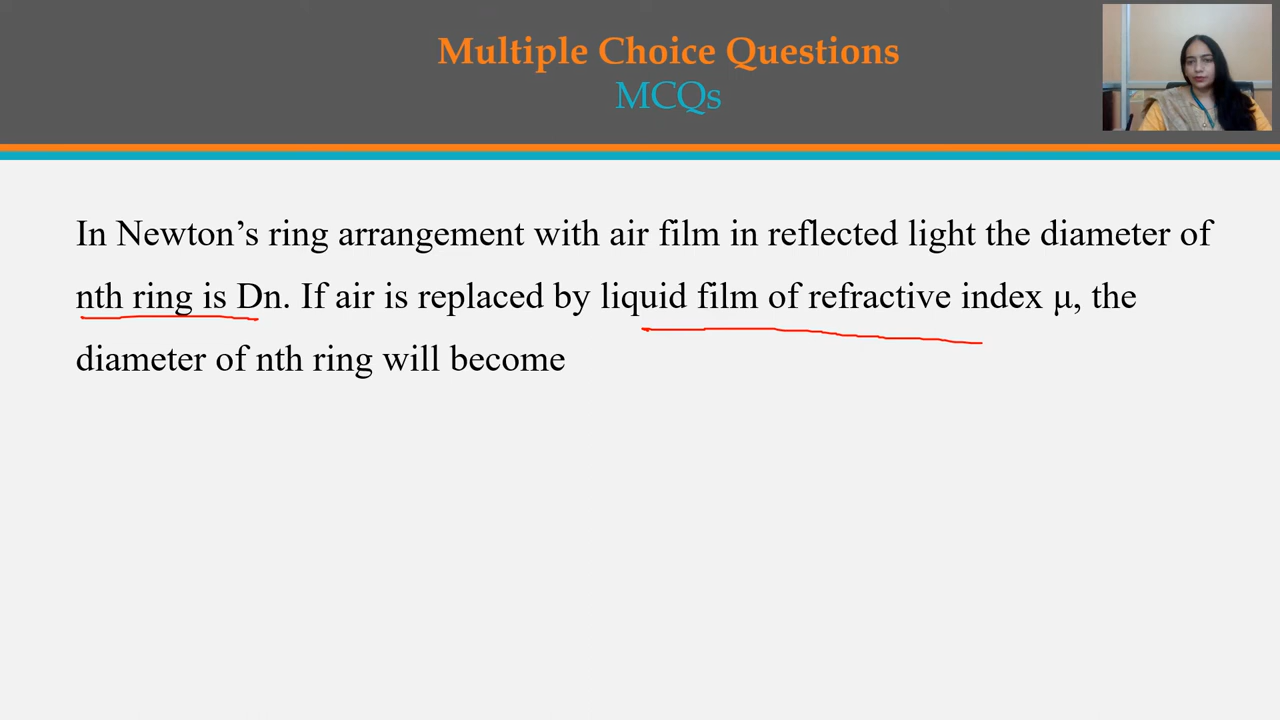 Multiple Choice Questions
MCQs
In Newton’s ring arrangement with air film in reflected light the diameter of
nth ring is Dn. If air is replaced by liquid film of refractive index μ, the
diameter of nth ring will become